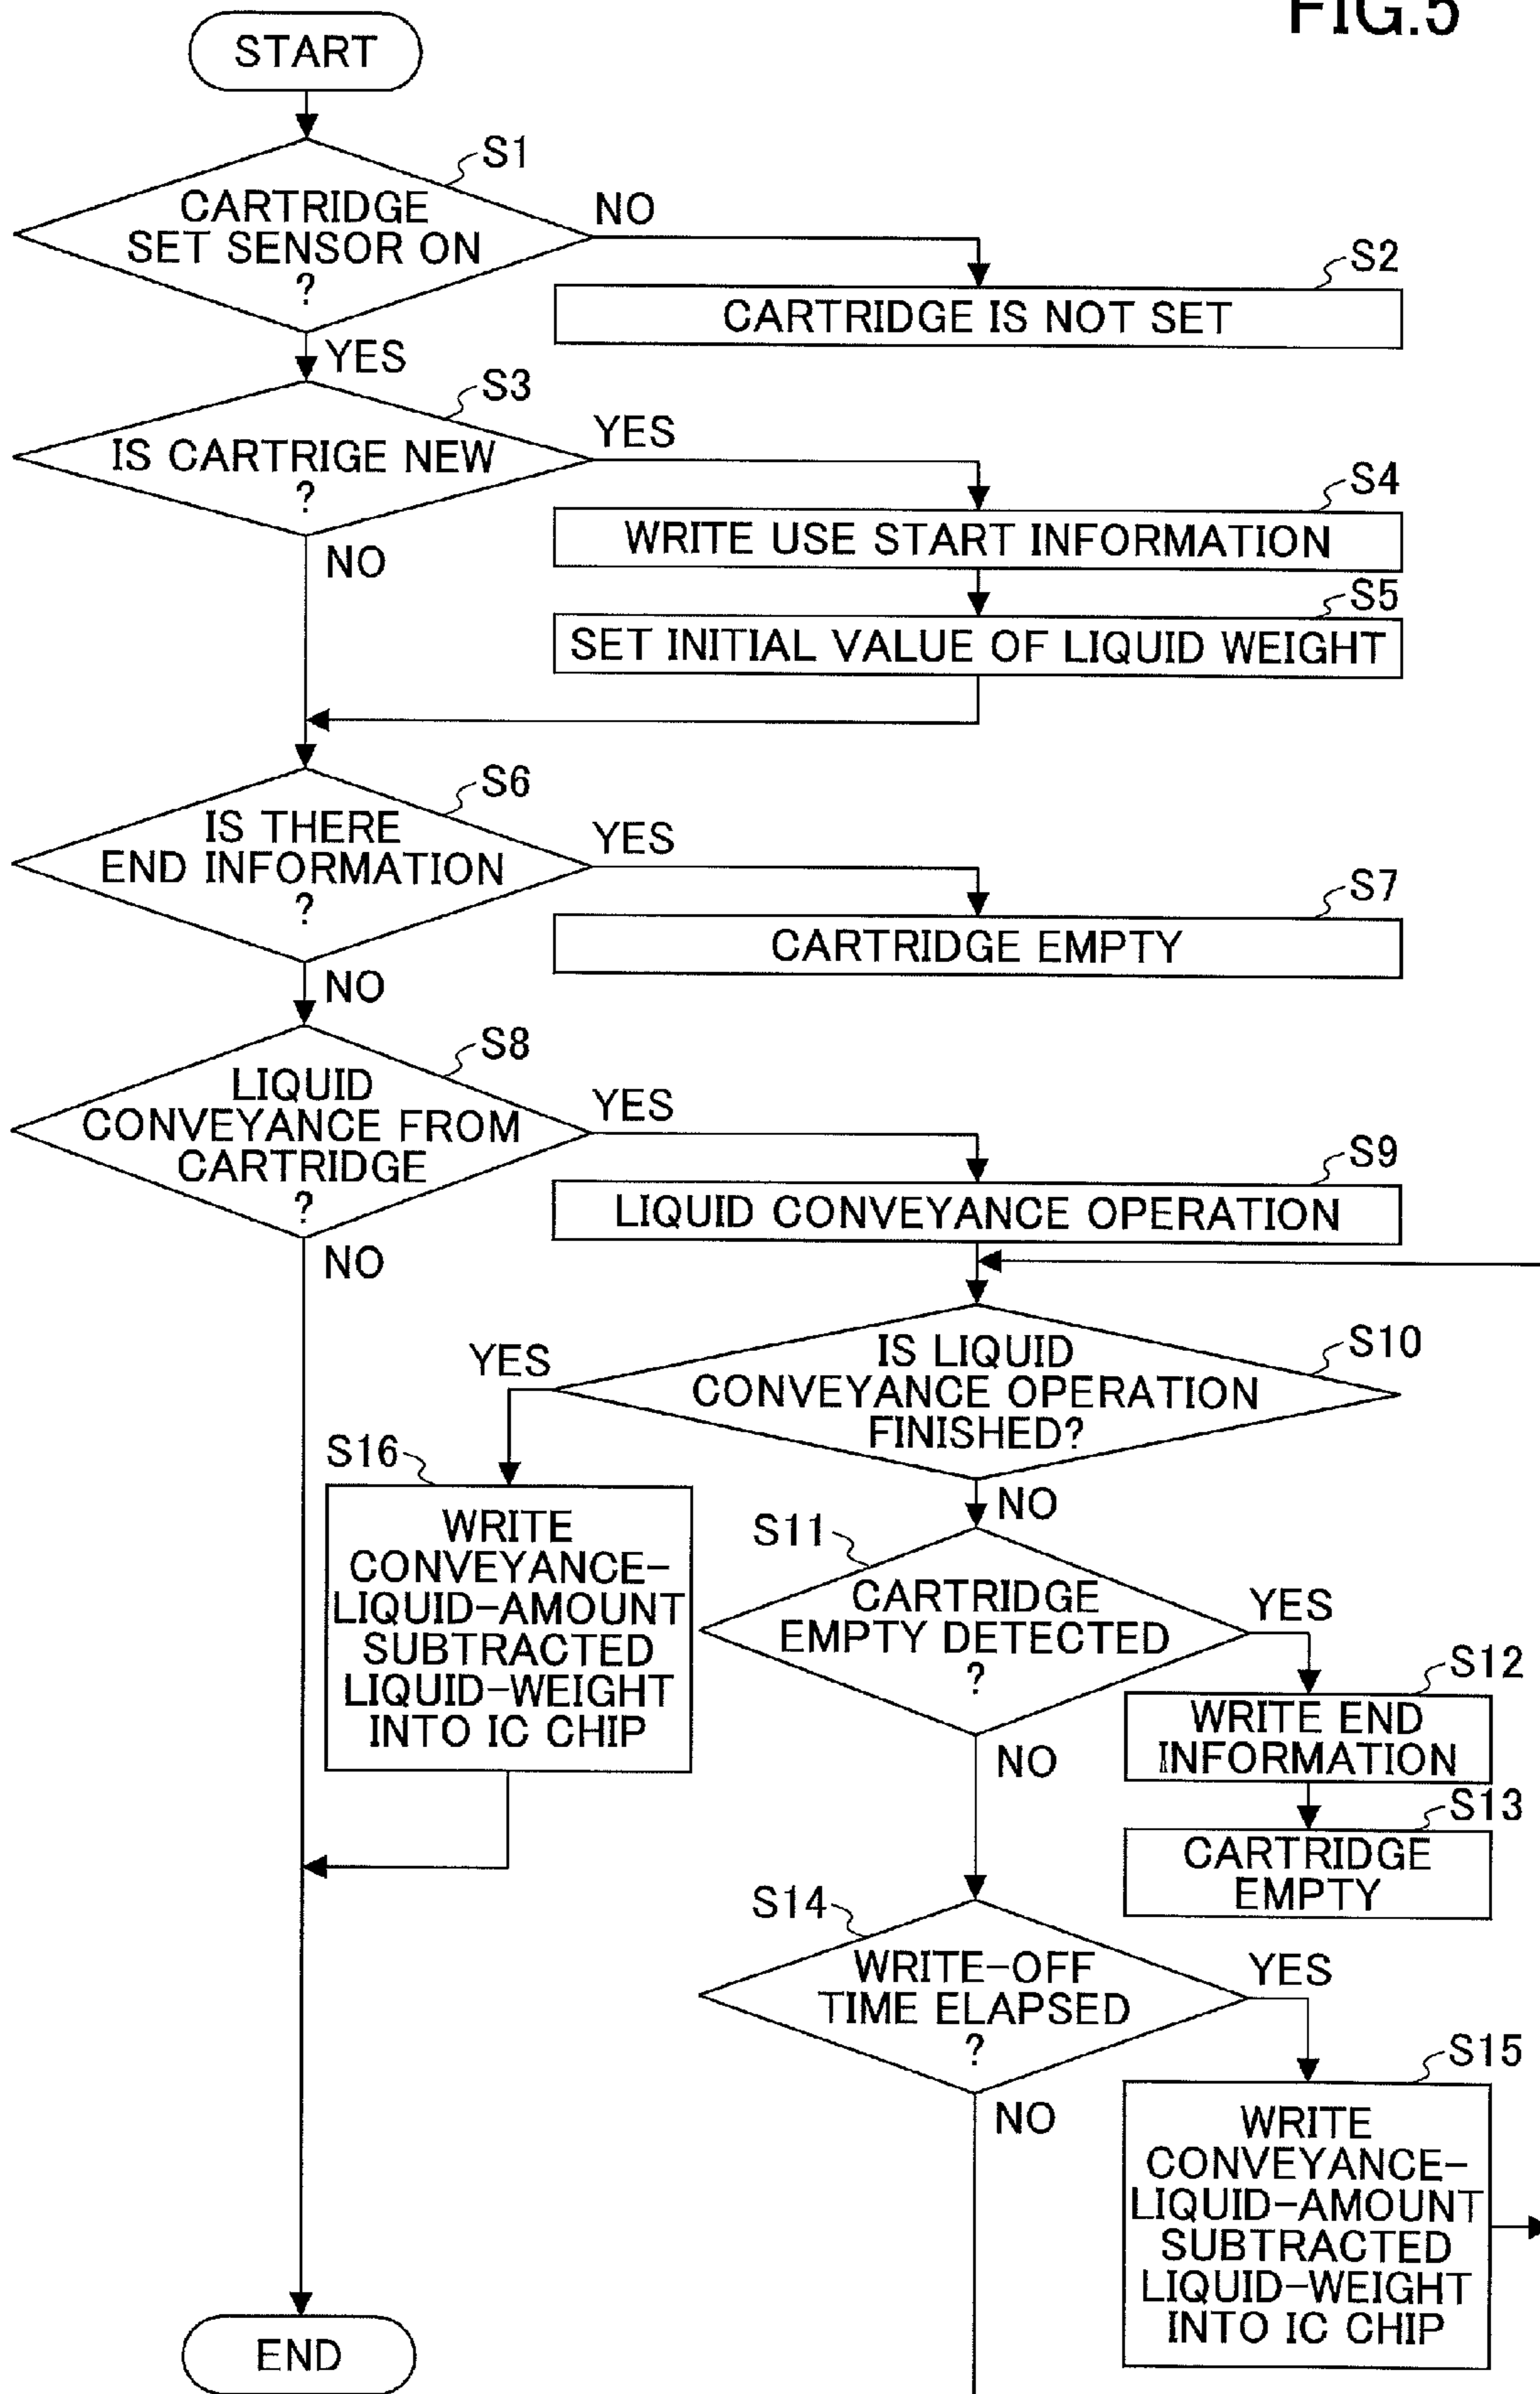 FIG.5
START
S1
CARTRIDGE
SET SENSOR ON
?
NO
S2
CARTRIDGE IS NOT SET
YES
S3
IS CARTRIGE NEW
?
YES
S4
WRITE USE START INFORMATION
NO
S5
SET INITIAL VALUE OF LIQUID WEIGHT
S6
IS THERE
END INFORMATION
?
YES
S7
CARTRIDGE EMPTY
NO
S8
LIQUID
CONVEYANCE FROM
CARTRIDGE
?
YES
S9
LIQUID CONVEYANCE OPERATION
NO
S10
IS LIQUID
CONVEYANCE OPERATION
FINISHED?
YES
S16
WRITE
CONVEYANCE-
LIQUID-AMOUNT
SUBTRACTED
LIQUID-WEIGHT
INTO IC CHIP
NO
S11
CARTRIDGE
EMPTY DETECTED
?
YES
S12
WRITE END
INFORMATION
S13
CARTRIDGE
EMPTY
NO
S14
WRITE-OFF
TIME ELAPSED
?
YES
S15
WRITE
CONVEYANCE-
LIQUID-AMOUNT
SUBTRACTED
LIQUID-WEIGHT
INTO IC CHIP
NO
END